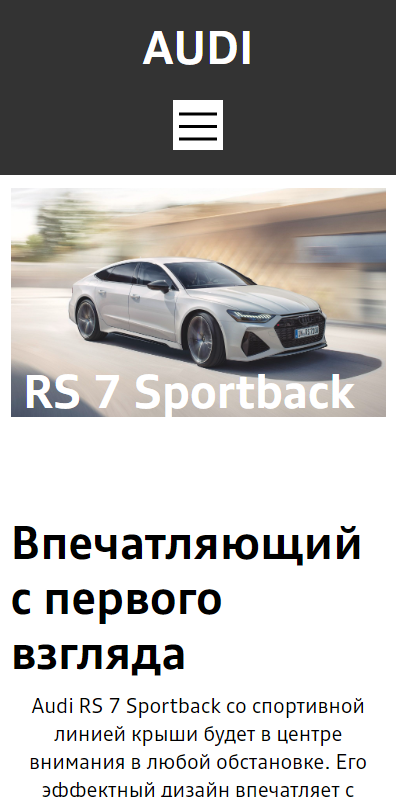 AUDI
RS 7 Sportback
Впечатляющий
с первого
взгляда
Audi RS 7 Sportback со спортивной
линией крыши будет в центре
внимания в любой обстановке. Его
эффектный дизайн впечатляет с